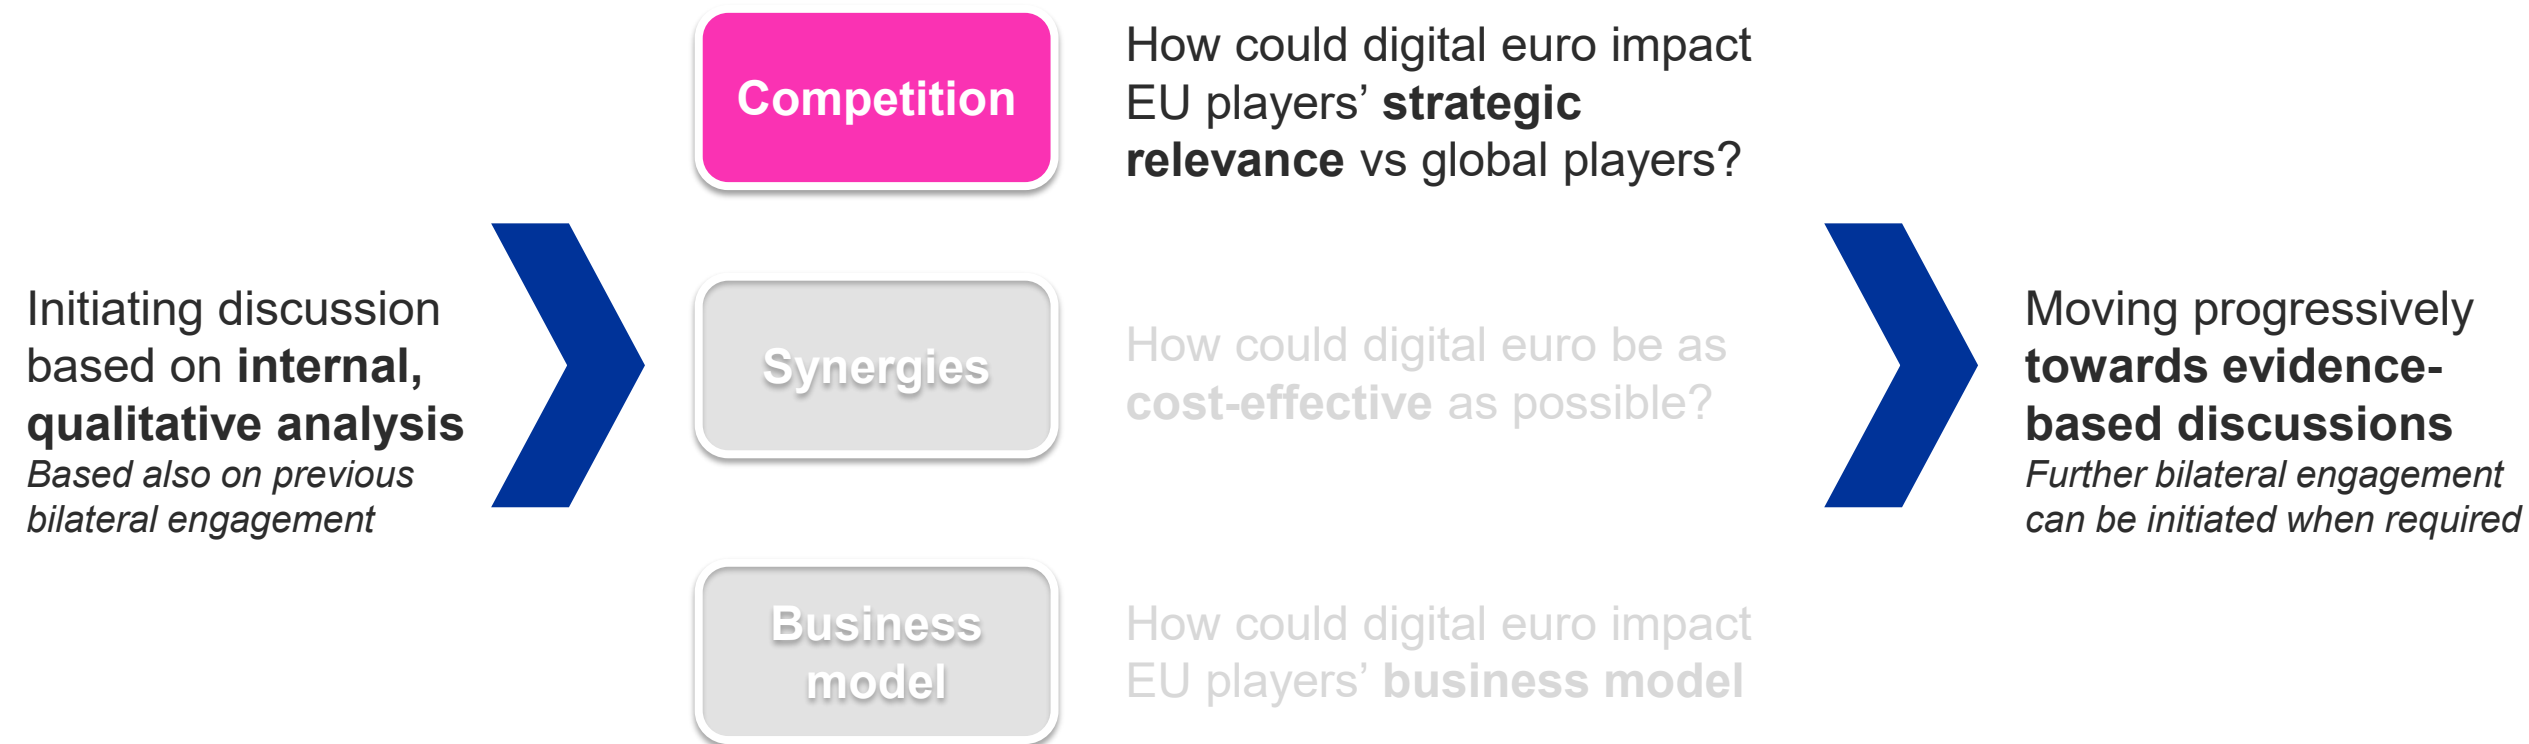 Initiating discussion
based on internal,
qualitative analysis
Based also on previous
bilateral engagement
Competition
How could digital euro impact
EU players’ strategic
relevance vs global players?
Synergies
How could digital euro be as
cost-effective as possible?
Business
model
How could digital euro impact
EU players’ business model
Moving progressively
towards evidence-
based discussions
Further bilateral engagement
can be initiated when required